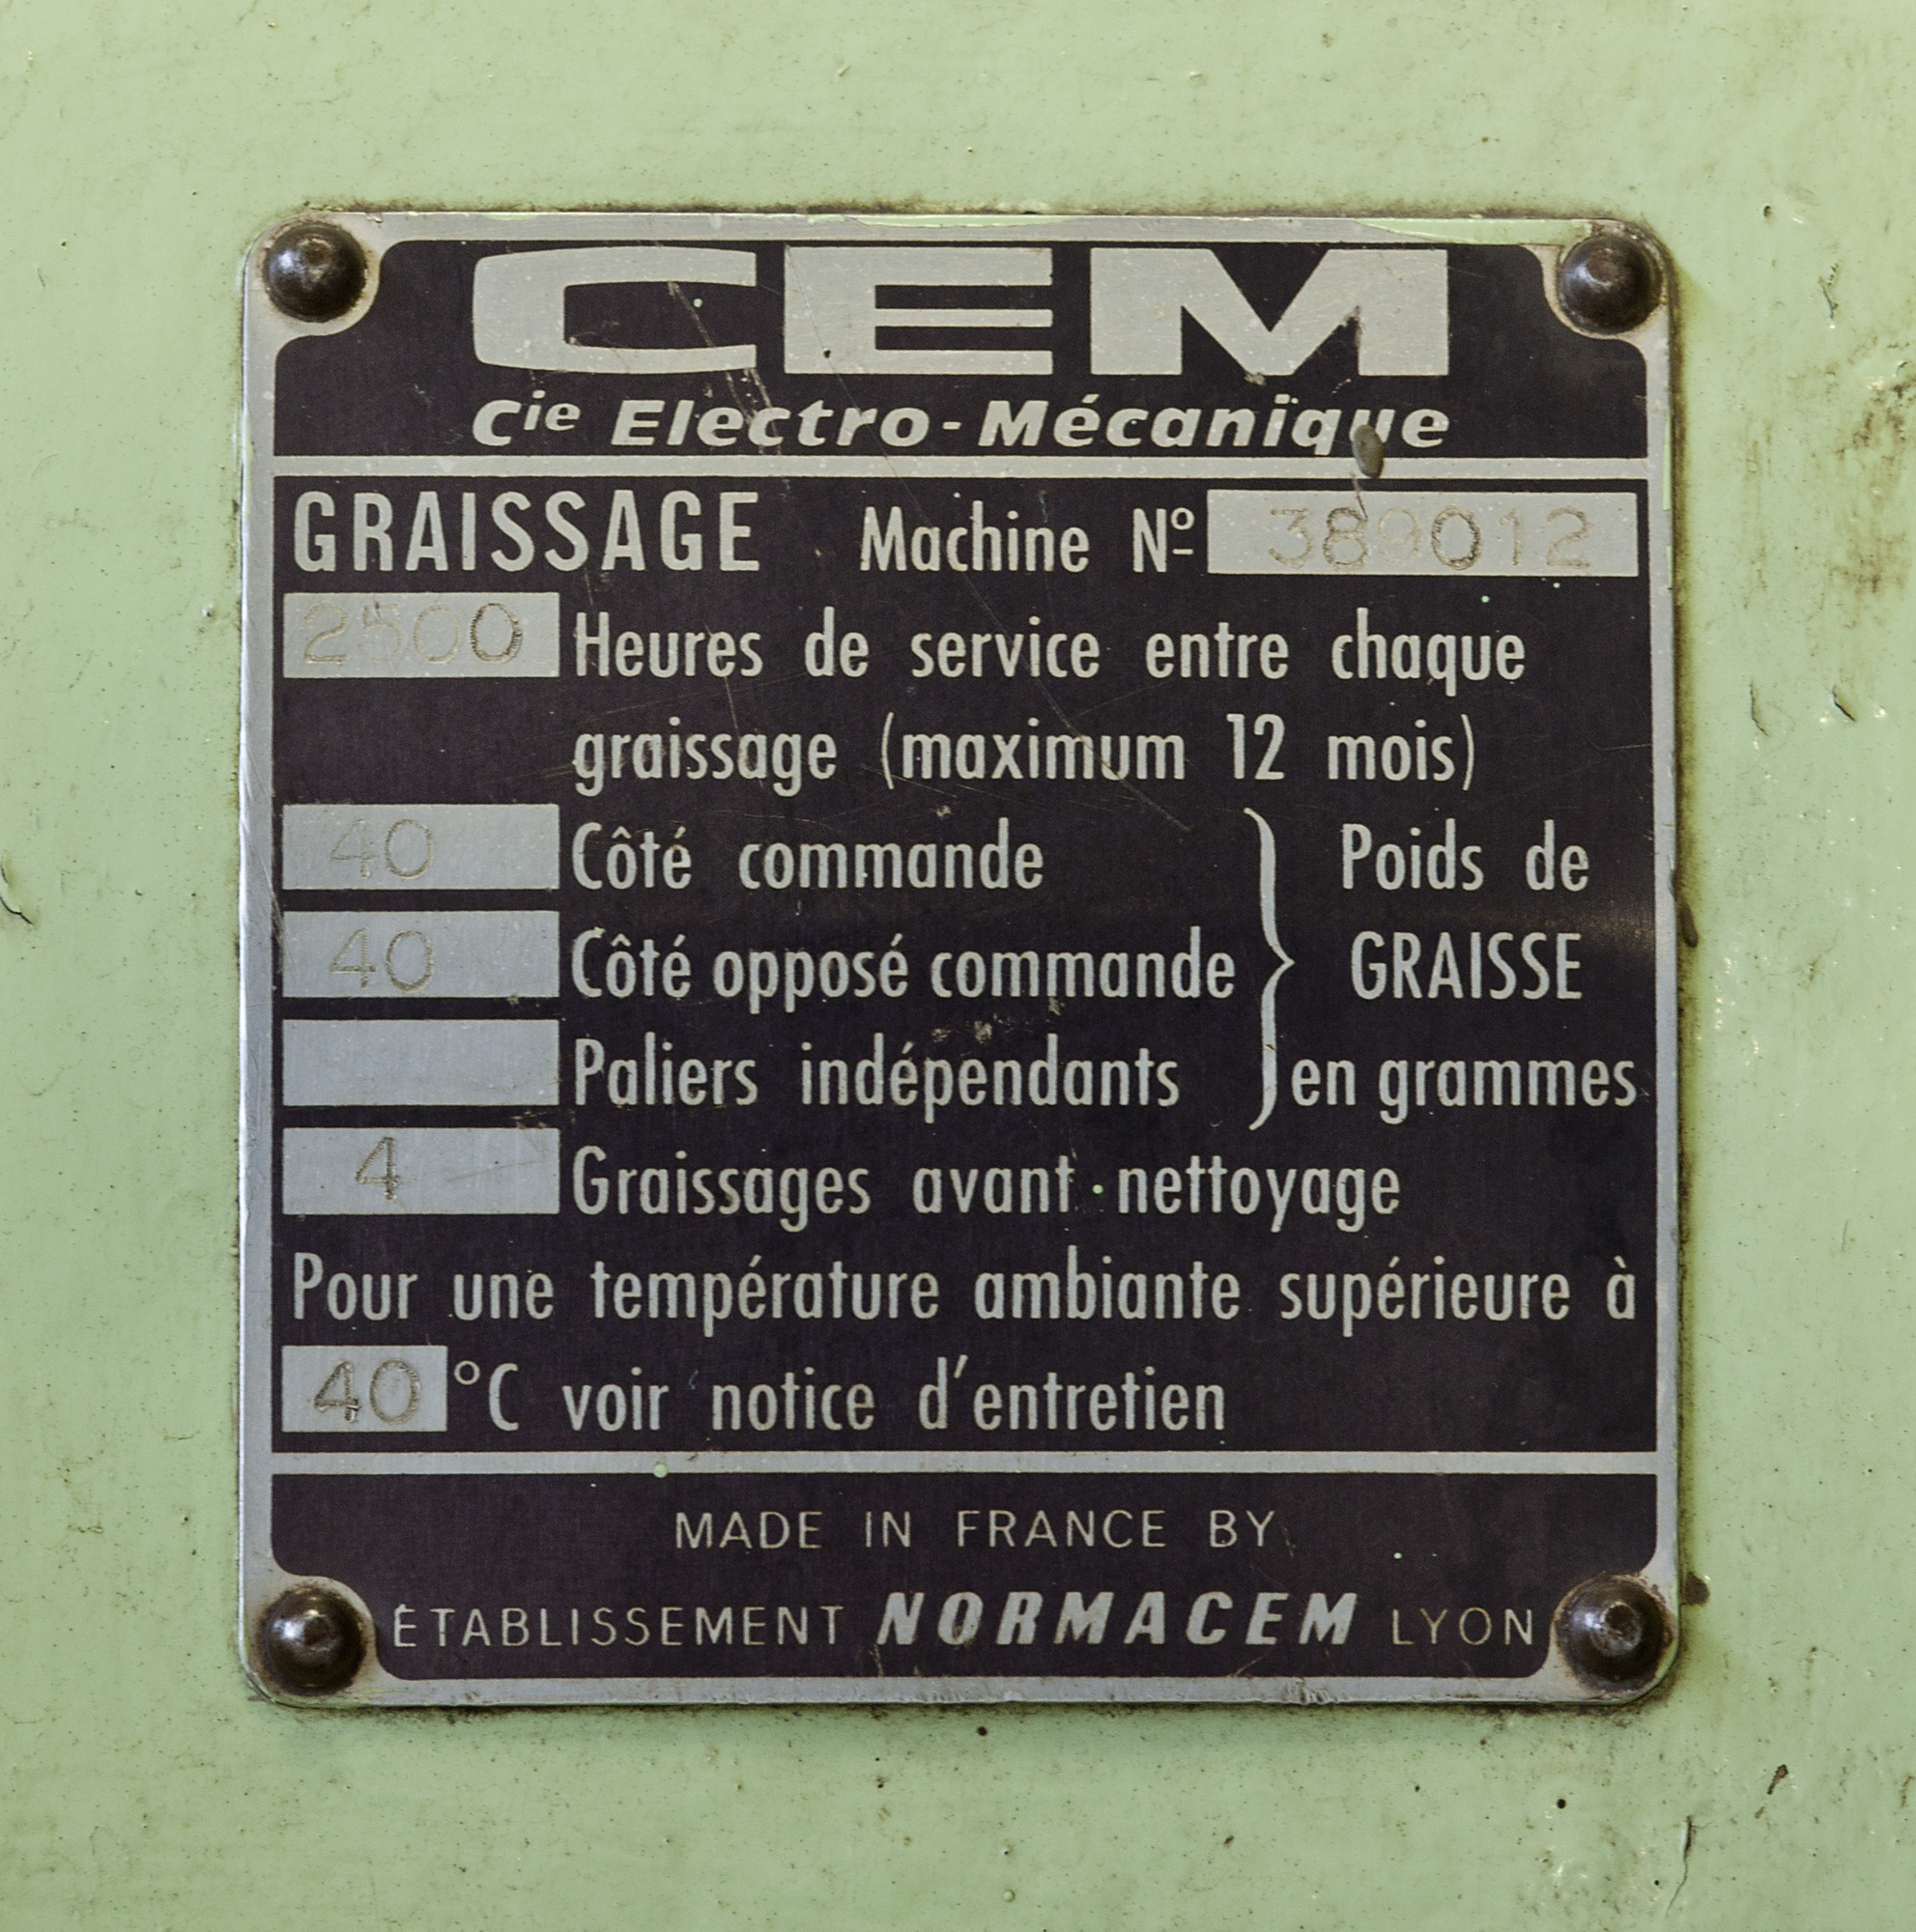 CEM
Cie Electro-Mécanique
GRAISSAGE Machine Nº 389012
2500 Heures de service entre chaque
graissage (maximum 12 mois)
40 Côté commande } Poids de
40 Côté opposé commande GRAISSE
Paliers indépendants en grammes
4 Graissages avant nettoyage
Pour une température ambiante supérieure à
40 °C voir notice d'entretien
MADE IN FRANCE BY
ÉTABLISSEMENT NORMACEM LYON